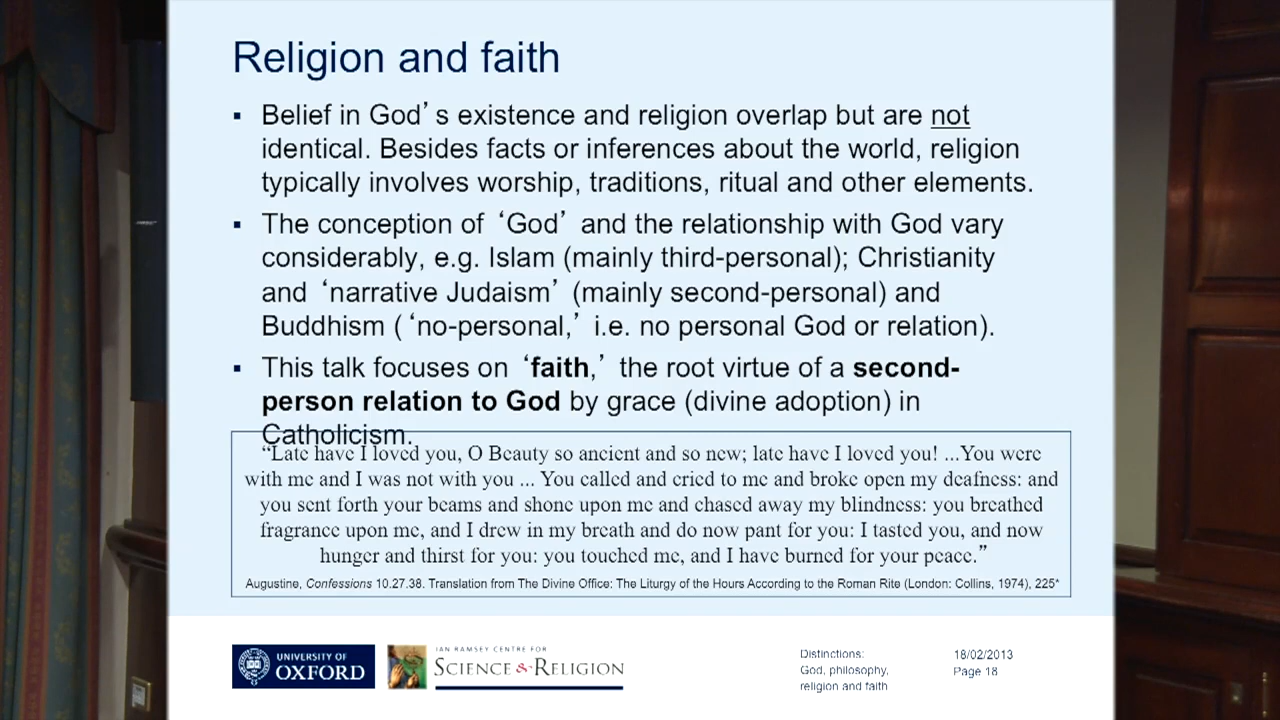 Religion and faith
▪ Belief in God’s existence and religion overlap but are not
identical. Besides facts or inferences about the world, religion
typically involves worship, traditions, ritual and other elements.
▪ The conception of ‘God’ and the relationship with God vary
considerably, e.g. Islam (mainly third-personal); Christianity
and ‘narrative Judaism’ (mainly second-personal) and
Buddhism (‘no-personal,’ i.e. no personal God or relation).
▪ This talk focuses on ‘faith,’ the root virtue of a second-
person relation to God by grace (divine adoption) in
Catholicism.
“Late have I loved you, O Beauty so ancient and so new; late have I loved you! ...You were
with me and I was not with you ... You called and cried to me and broke open my deafness: and
you sent forth your beams and shone upon me and chased away my blindness: you breathed
fragrance upon me, and I drew in my breath and do now pant for you: I tasted you, and now
hunger and thirst for you: you touched me, and I have burned for your peace.”
Augustine, Confessions 10.27.38. Translation from The Divine Office: The Liturgy of the Hours According to the Roman Rite (London: Collins, 1974), 225*
UNIVERSITY OF
OXFORD
IAN RAMSEY CENTRE FOR
SCIENCE & RELIGION
Distinctions:
God, philosophy,
religion and faith
18/02/2013
Page 18